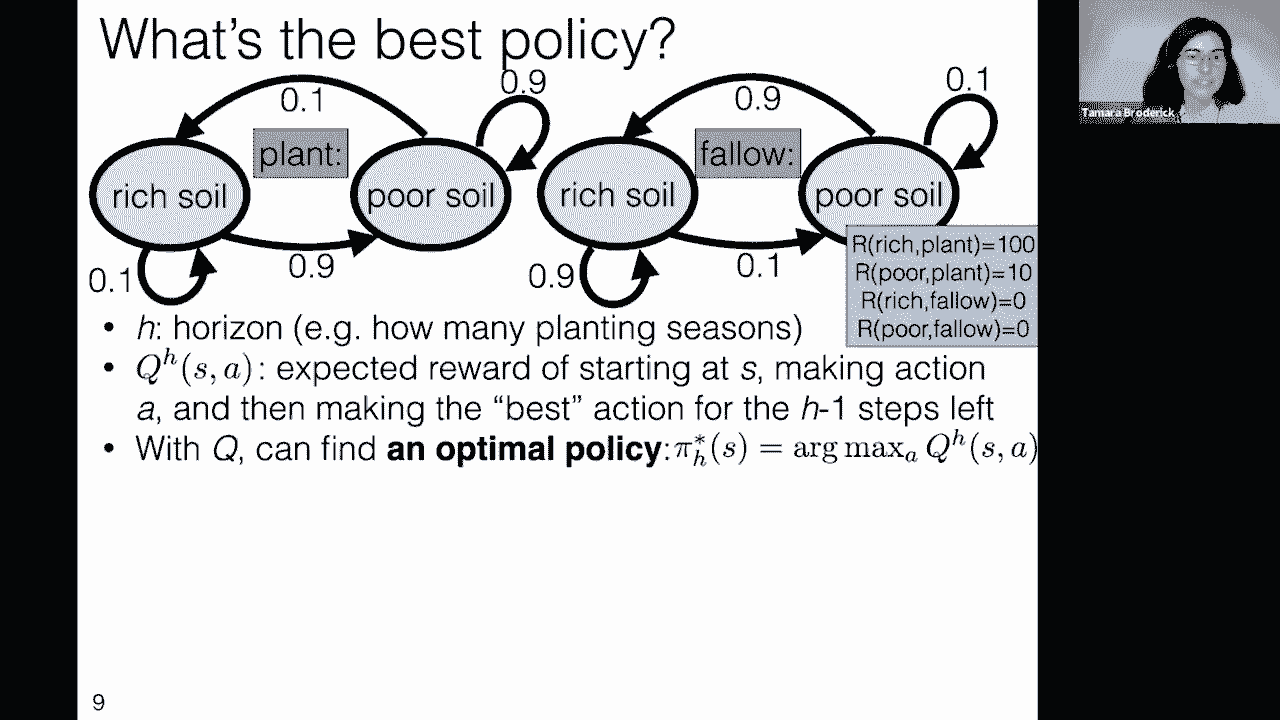 What's the best policy?
0.1
0.9
plant:
rich soil
poor soil
0.1
0.9
0.9
0.1
fallow:
rich soil
poor soil
0.9
0.1
R(rich,plant)=100
R(poor,plant)=10
R(rich,fallow)=0
R(poor,fallow)=0
• h: horizon (e.g. how many planting seasons)
• Q^h(s, a): expected reward of starting at s, making action
a, and then making the “best” action for the h-1 steps left
• With Q, can find an optimal policy: π*_h(s) = arg max_a Q^h(s, a)
9
Tamara Broderick